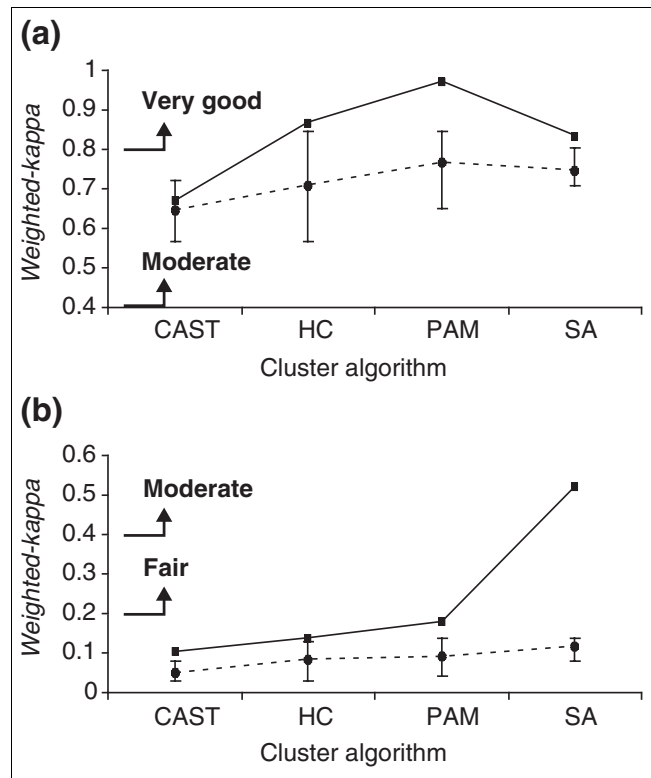 (a)
Weighted-kappa
1
0.9
0.8
0.7
0.6
0.5
0.4
Very good
Moderate
CAST HC PAM SA
Cluster algorithm
(b)
Weighted-kappa
0.6
0.5
0.4
0.3
0.2
0.1
0
Moderate
Fair
CAST HC PAM SA
Cluster algorithm